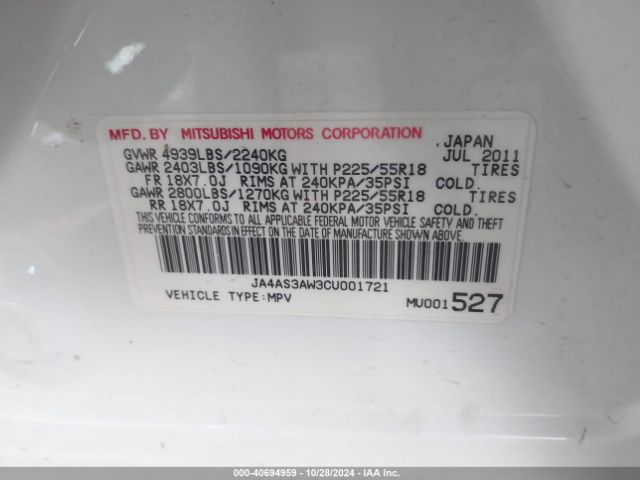 MFD. BY MITSUBISHI MOTORS CORPORATION , JAPAN
GVWR 4939LBS/2240KG JUL 2011
GAWR 2403LBS/1090KG WITH P225/55R18 TIRES
FR 18X7.0J RIMS AT 240KPA/35PSI COLD.
GAWR 2800LBS/1270KG WITH P225/55R18 TIRES
RR 18X7.0J RIMS AT 240KPA/35PSI COLD.
THIS VEHICLE CONFORMS TO ALL APPLICABLE FEDERAL MOTOR VEHICLE SAFETY AND THEFT
PREVENTION STANDARDS IN EFFECT ON THE DATE OF MANUFACTURE SHOWN ABOVE.
JA4AS3AW3CU001721
VEHICLE TYPE:MPV MU001527
000-40694959 | 10/28/2024 | IAA Inc.